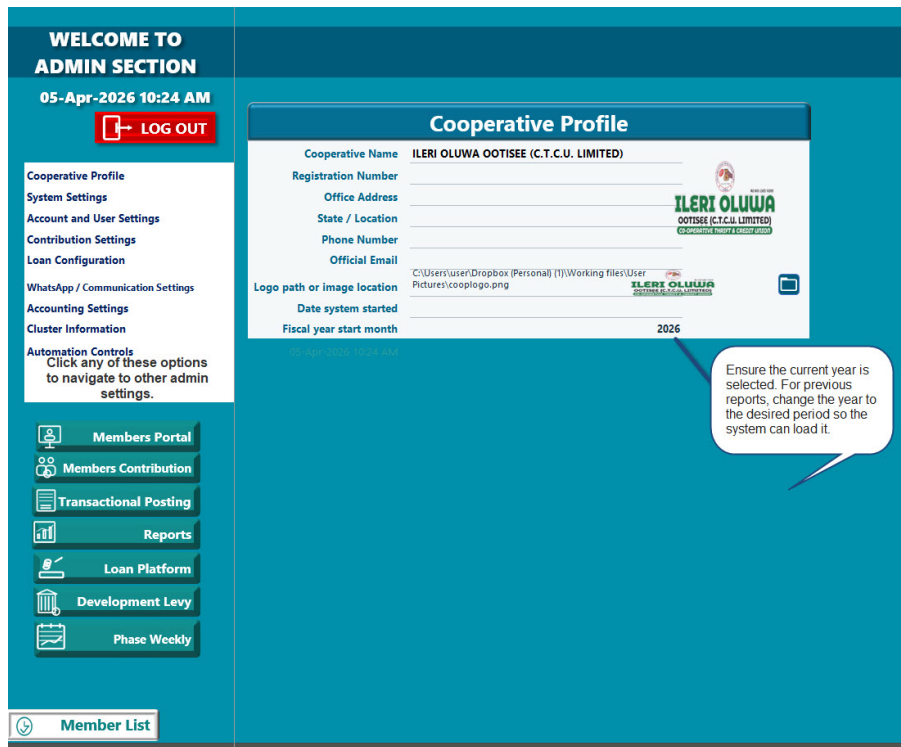 WELCOME TO
ADMIN SECTION
05-Apr-2026 10:24 AM
LOG OUT
Cooperative Profile
System Settings
Account and User Settings
Contribution Settings
Loan Configuration
WhatsApp / Communication Settings
Accounting Settings
Cluster Information
Automation Controls
Click any of these options
to navigate to other admin
settings.
Members Portal
Members Contribution
Transactional Posting
Reports
Loan Platform
Development Levy
Phase Weekly
Member List
Cooperative Profile
Cooperative Name ILERI OLUWA OOTISEE (C.T.C.U. LIMITED)
Registration Number
Office Address
State / Location
Phone Number
Official Email
Logo path or image location
C:\Users\user\Dropbox (Personal) (1)\Working files\User
Pictures\cooplogo.png
Date system started
Fiscal year start month 2026
05-Apr-2026 10:24 AM
ILERI OLUWA
OOTISEE (C.T.C.U. LIMITED)
CO-OPERATIVE THRIFT & CREDIT UNION
ILERI OLUWA
OOTISEE (C.T.C.U. LIMITED)
Ensure the current year is
selected. For previous
reports, change the year to
the desired period so the
system can load it.